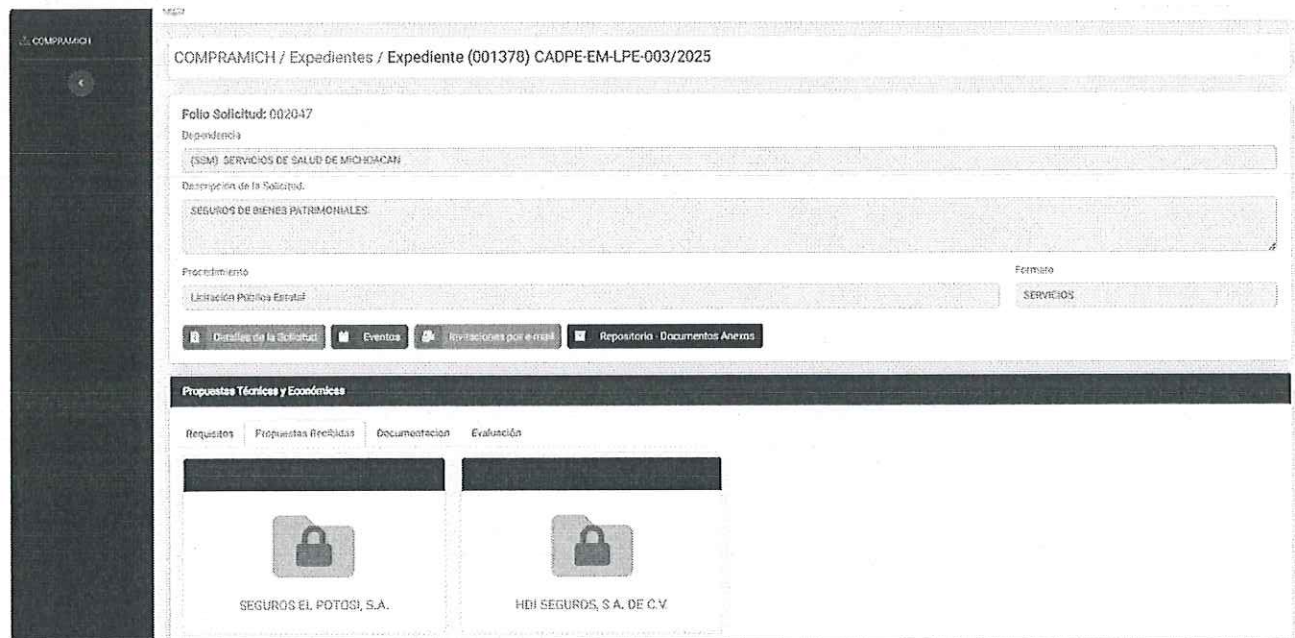 COMPRAMICH
COMPRAMICH / Expedientes / Expediente (001378) CADPE-EM-LPE-003/2025
Folio Solicitud: 002047
Dependencia
(SSM) SERVICIOS DE SALUD DE MICHOACAN
Descripción de la Solicitud.
SEGUROS DE BIENES PATRIMONIALES
Procedimiento
Formato
Licitación Pública Estatal
SERVICIOS
Detalles de la Solicitud
Eventos
Invitaciones por e-mail
Repositorio - Documentos Anexos
Propuestas Técnicas y Económicas
Requisitos
Propuestas Recibidas
Documentacion
Evaluación
SEGUROS EL POTOSI, S.A.
HDI SEGUROS, S.A. DE C.V.